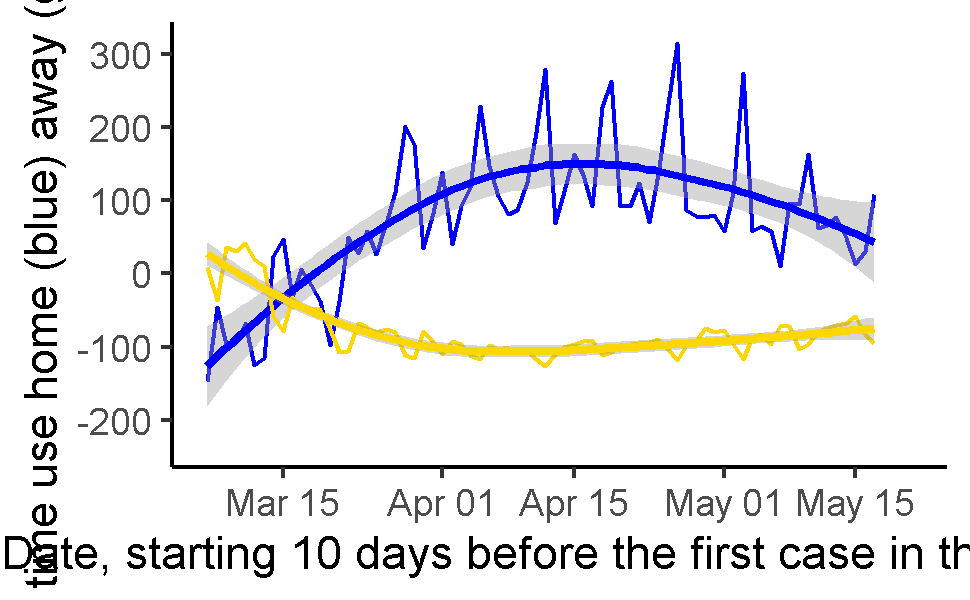 time use home (blue) away (
300
200
100
0
-100
-200
Mar 15 Apr 01 Apr 15 May 01 May 15
Date, starting 10 days before the first case in th